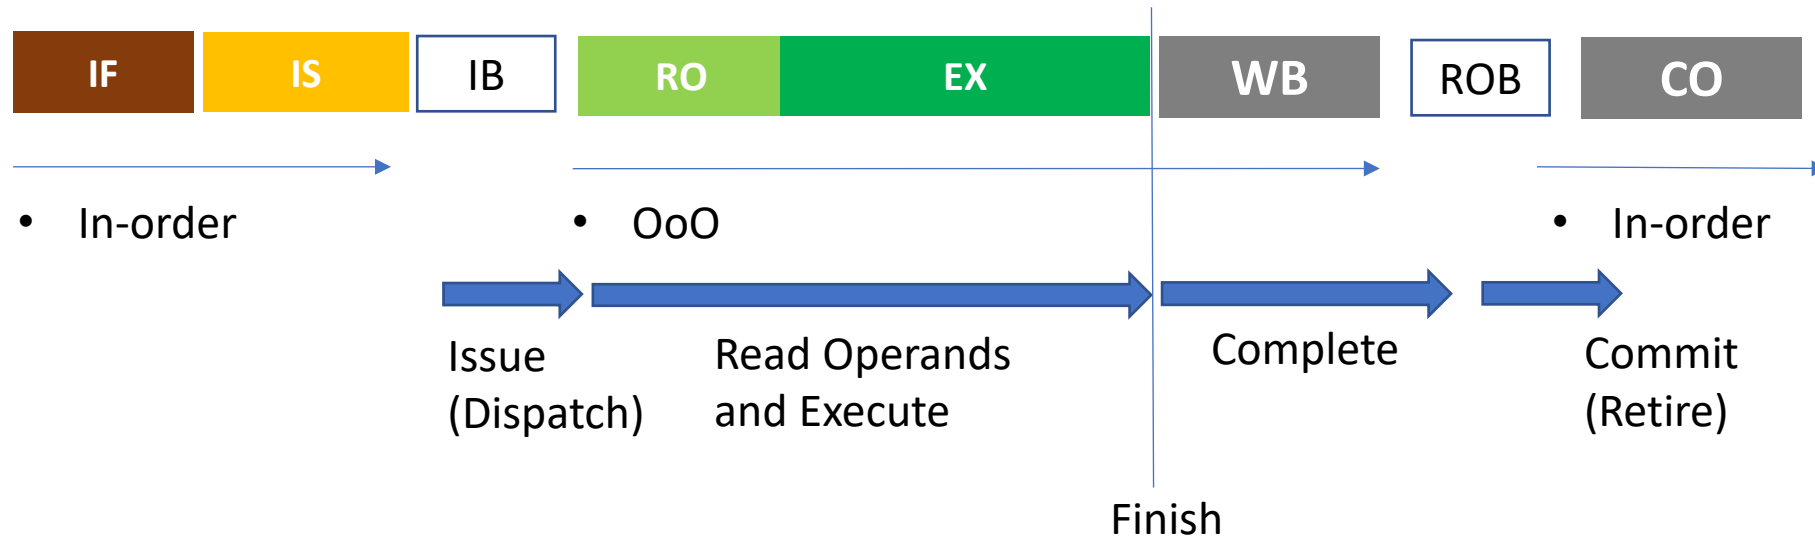 IF IS IB RO EX WB ROB CO
• In-order • OoO • In-order
Issue
(Dispatch)
Read Operands
and Execute
Complete
Commit
(Retire)
Finish